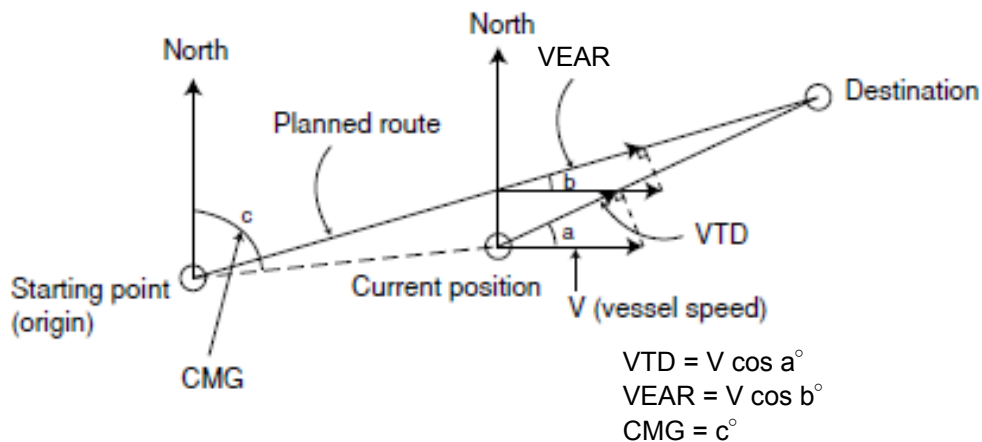 North
North
VEAR
Destination
Planned route
b
c
a
VTD
Starting point
(origin)
Current position
V (vessel speed)
CMG
VTD = V cos a°
VEAR = V cos b°
CMG = c°